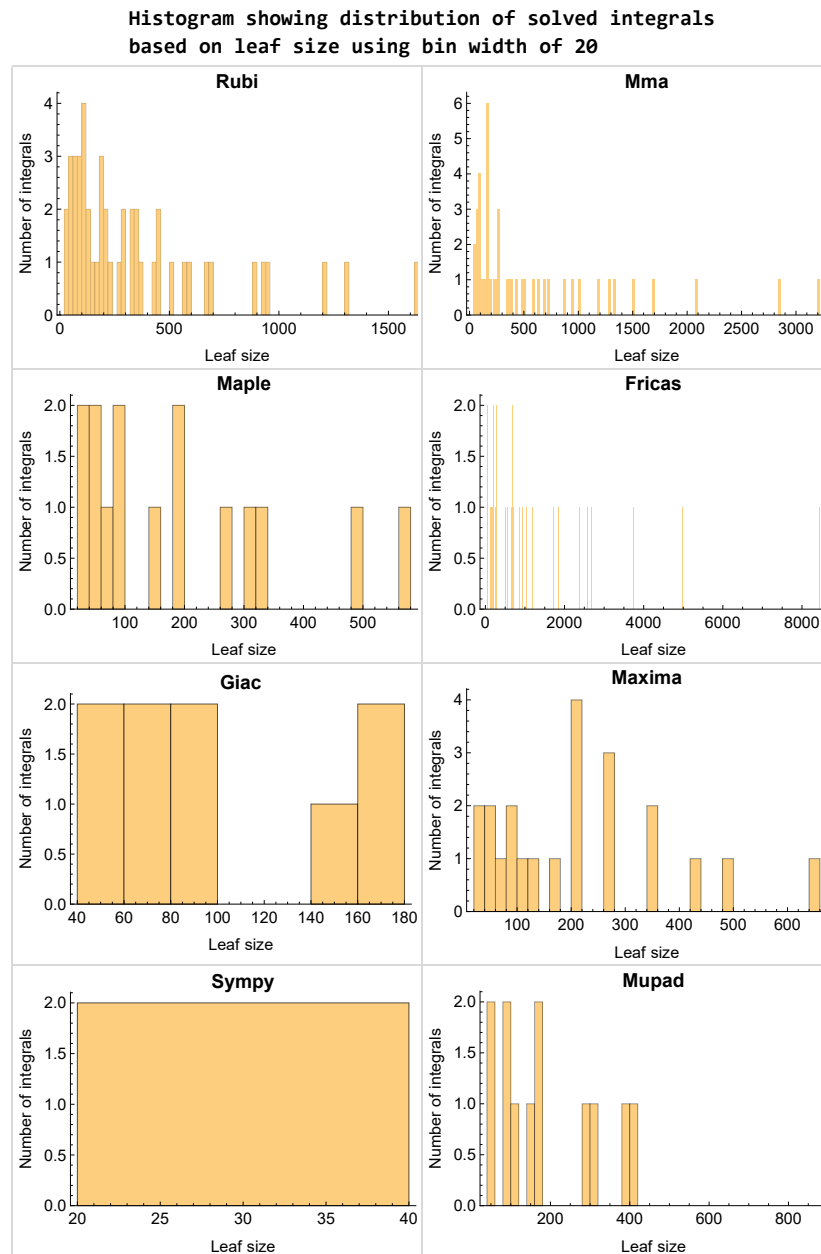 Histogram showing distribution of solved integrals
based on leaf size using bin width of 20
Rubi
Number of integrals
4
3
2
1
0
0 500 1000 1500
Leaf size
Mma
Number of integrals
6
5
4
3
2
1
0
0 500 1000 1500 2000 2500 3000
Leaf size
Maple
Number of integrals
2.0
1.5
1.0
0.5
0.0
100 200 300 400 500
Leaf size
Fricas
Number of integrals
2.0
1.5
1.0
0.5
0.0
0 2000 4000 6000 8000
Leaf size
Giac
Number of integrals
2.0
1.5
1.0
0.5
0.0
40 60 80 100 120 140 160 180
Leaf size
Maxima
Number of integrals
4
3
2
1
0
100 200 300 400 500 600
Leaf size
Sympy
Number of integrals
2.0
1.5
1.0
0.5
0.0
20 25 30 35 40
Leaf size
Mupad
Number of integrals
2.0
1.5
1.0
0.5
0.0
200 400 600 800
Leaf size